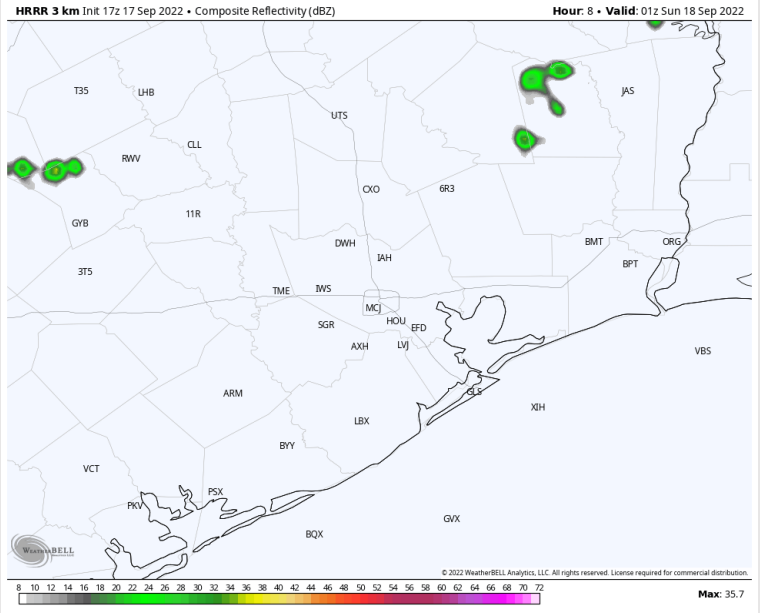 HRRR 3 km Init 17z 17 Sep 2022 • Composite Reflectivity (dBZ)
Hour: 8 • Valid: 01z Sun 18 Sep 2022
T35
LHB
JAS
UTS
CLL
RWV
CXO
6R3
11R
GYB
DWH
BMT
ORG
IAH
BPT
3T5
TME
IWS
MCJ
SGR
HOU
EFD
AXH
LVJ
VBS
ARM
GLS
XIH
LBX
BYY
VCT
PSX
PKV
GVX
BQX
WEATHERBELL
© 2022 WeatherBELL Analytics, LLC. All rights reserved. License required for commercial distribution.
8 10 12 14 16 18 20 22 24 26 28 30 32 34 36 38 40 42 44 46 48 50 52 54 56 58 60 62 64 66 68 70 72
Max: 35.7